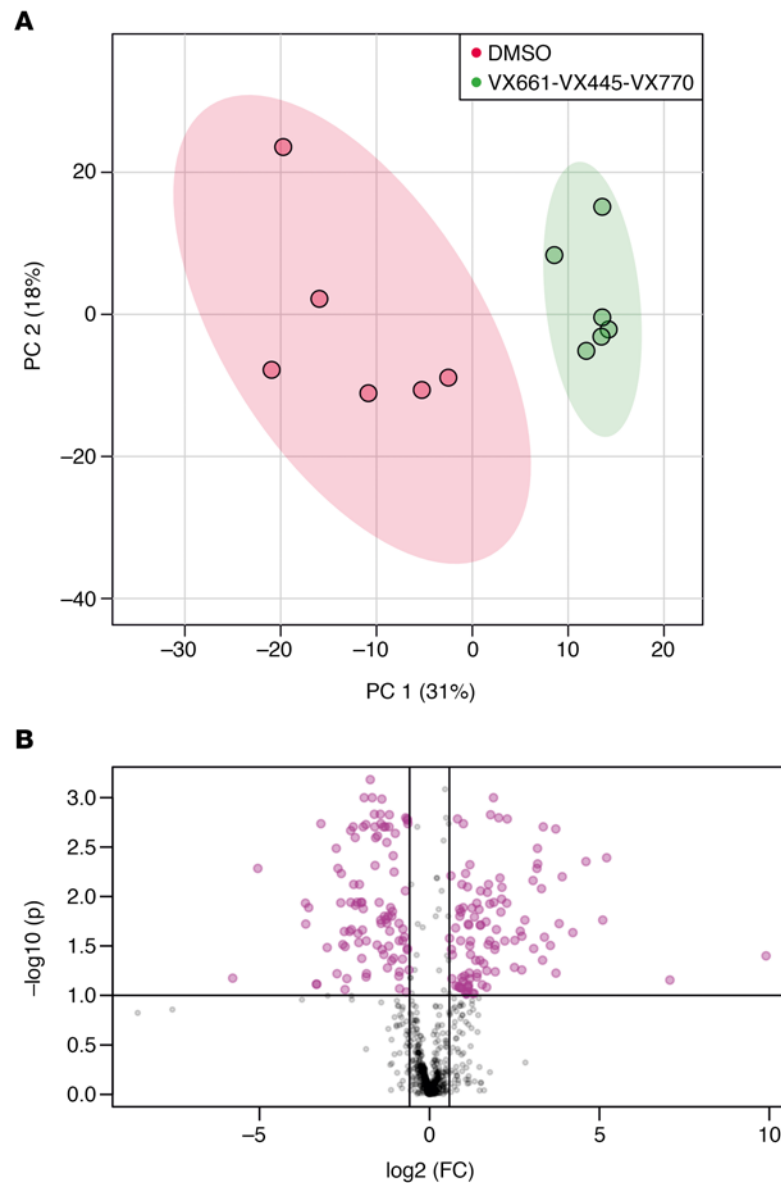 A
DMSO
VX661-VX445-VX770
20
0
−20
−40
PC 2 (18%)
−30 −20 −10 0 10 20
PC 1 (31%)
B
3.0
2.5
2.0
1.5
1.0
0.5
0.0
−log10 (p)
−5 0 5 10
log2 (FC)